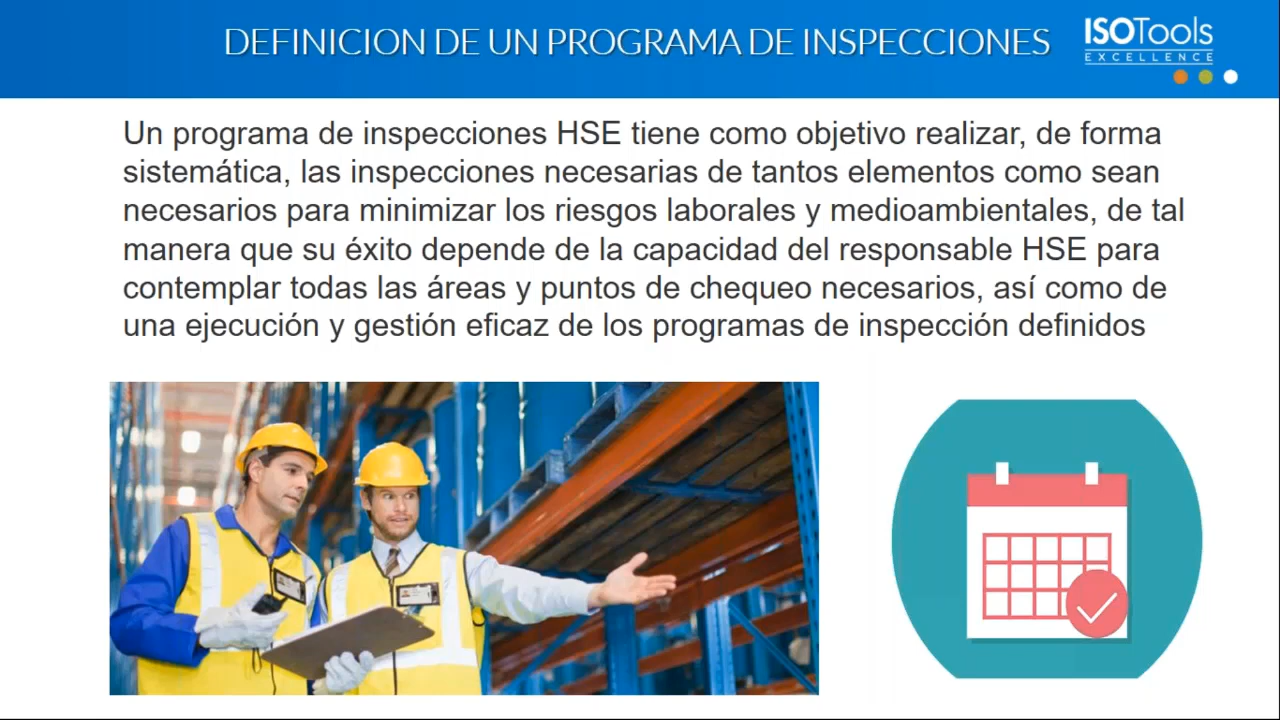 DEFINICION DE UN PROGRAMA DE INSPECCIONES
ISOTools
EXCELLENCE
Un programa de inspecciones HSE tiene como objetivo realizar, de forma
sistemática, las inspecciones necesarias de tantos elementos como sean
necesarios para minimizar los riesgos laborales y medioambientales, de tal
manera que su éxito depende de la capacidad del responsable HSE para
contemplar todas las áreas y puntos de chequeo necesarios, así como de
una ejecución y gestión eficaz de los programas de inspección definidos